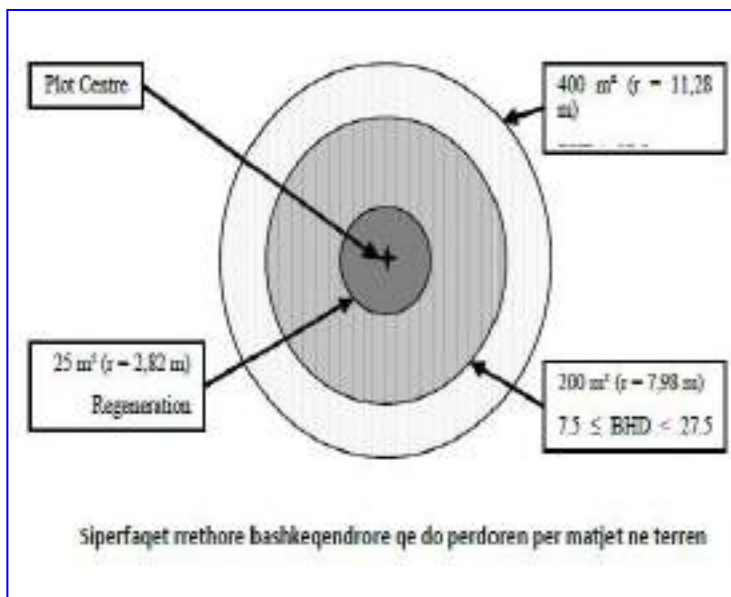 Plot Centre
400 m² (r = 11,28
m)
25 m² (r = 2,82 m)
Regeneration
200 m² (r = 7,98 m)
7.5 ≤ BHD < 27.5
Siperfaqet rrethore bashkeqendrore qe do perdoren per matjet ne terren